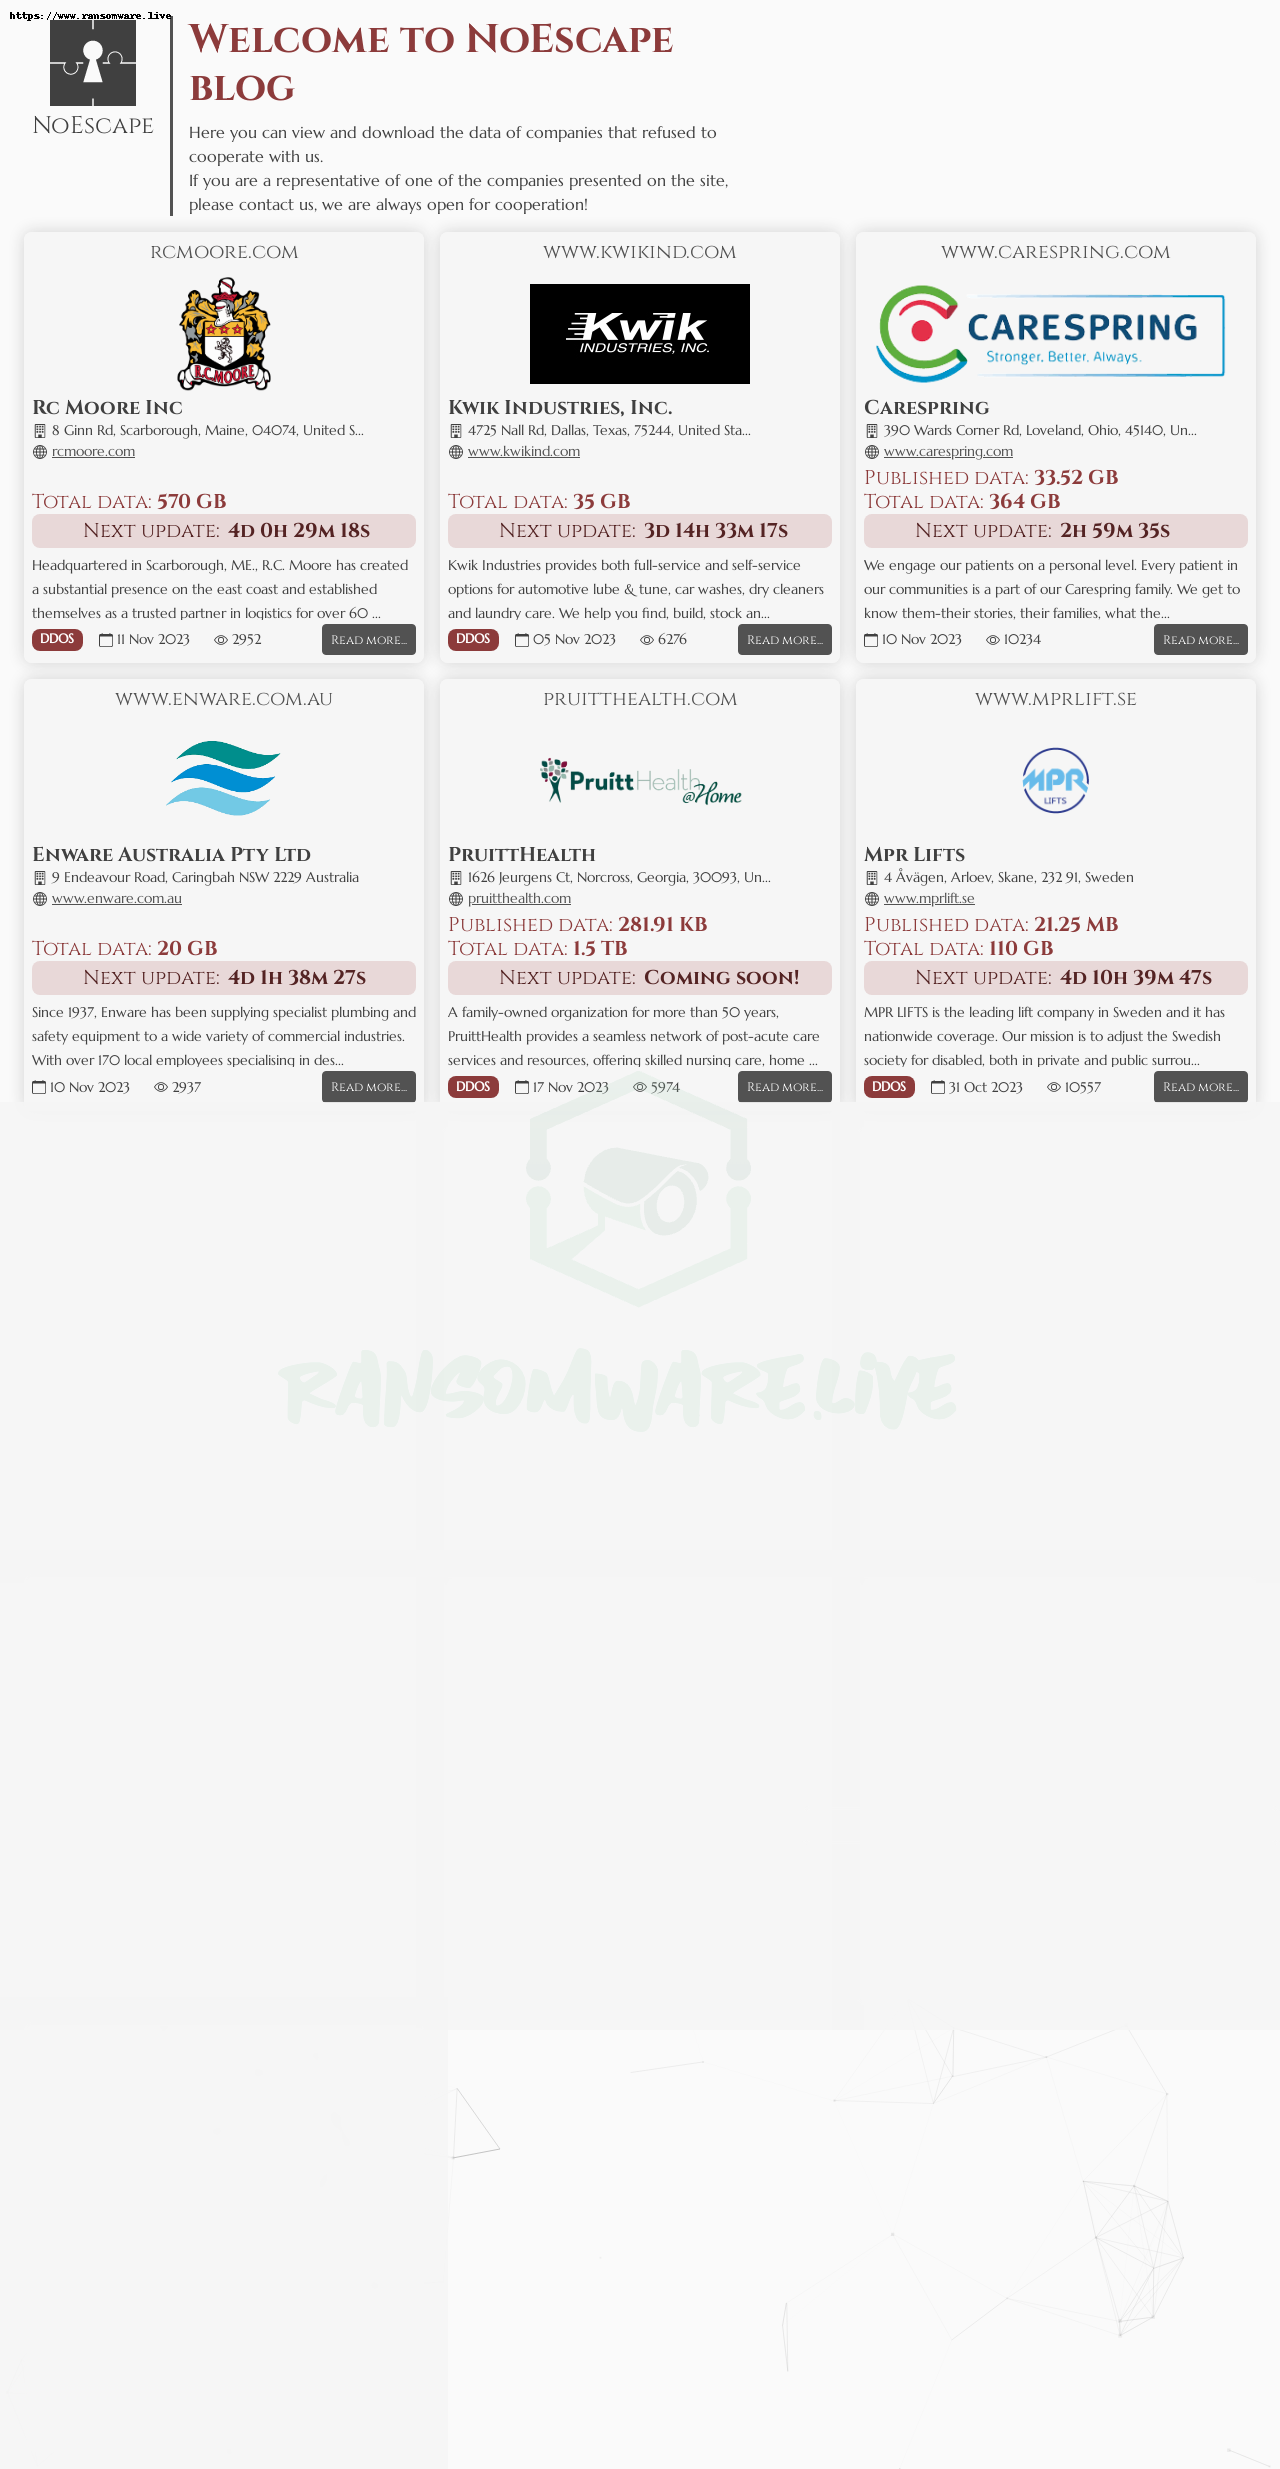 https://www.ransomware.live
NoEscape
Welcome to NoEscape
blog
Here you can view and download the data of companies that refused to
cooperate with us.
If you are a representative of one of the companies presented on the site,
please contact us, we are always open for cooperation!
rcmoore.com
R.C.MOORE
Rc Moore Inc
8 Ginn Rd, Scarborough, Maine, 04074, United S...
rcmoore.com
Total data: 570 GB
Next update: 4d 0h 29m 18s
Headquartered in Scarborough, ME., R.C. Moore has created
a substantial presence on the east coast and established
themselves as a trusted partner in logistics for over 60 ...
DDOS 11 Nov 2023 2952 Read more...
www.kwikind.com
Kwik
INDUSTRIES, INC.
Kwik Industries, Inc.
4725 Nall Rd, Dallas, Texas, 75244, United Sta...
www.kwikind.com
Total data: 35 GB
Next update: 3d 14h 33m 17s
Kwik Industries provides both full-service and self-service
options for automotive lube & tune, car washes, dry cleaners
and laundry care. We help you find, build, stock an...
DDOS 05 Nov 2023 6276 Read more...
www.carespring.com
CARESPRING
Stronger. Better. Always.
Carespring
390 Wards Corner Rd, Loveland, Ohio, 45140, Un...
www.carespring.com
Published data: 33.52 GB
Total data: 364 GB
Next update: 2h 59m 35s
We engage our patients on a personal level. Every patient in
our communities is a part of our Carespring family. We get to
know them-their stories, their families, what the...
10 Nov 2023 10234 Read more...
www.enware.com.au
Enware Australia Pty Ltd
9 Endeavour Road, Caringbah NSW 2229 Australia
www.enware.com.au
Total data: 20 GB
Next update: 4d 1h 38m 27s
Since 1937, Enware has been supplying specialist plumbing and
safety equipment to a wide variety of commercial industries.
With over 170 local employees specialising in des...
10 Nov 2023 2937 Read more...
pruitthealth.com
PruittHealth
@Home
PruittHealth
1626 Jeurgens Ct, Norcross, Georgia, 30093, Un...
pruitthealth.com
Published data: 281.91 KB
Total data: 1.5 TB
Next update: Coming soon!
A family-owned organization for more than 50 years,
PruittHealth provides a seamless network of post-acute care
services and resources, offering skilled nursing care, home ...
DDOS 17 Nov 2023 5974 Read more...
www.mprlift.se
MPR
LIFTS
Mpr Lifts
4 Åvägen, Arloev, Skane, 232 91, Sweden
www.mprlift.se
Published data: 21.25 MB
Total data: 110 GB
Next update: 4d 10h 39m 47s
MPR LIFTS is the leading lift company in Sweden and it has
nationwide coverage. Our mission is to adjust the Swedish
society for disabled, both in private and public surrou...
DDOS 31 Oct 2023 10557 Read more...
RANSOMWARE.LIVE